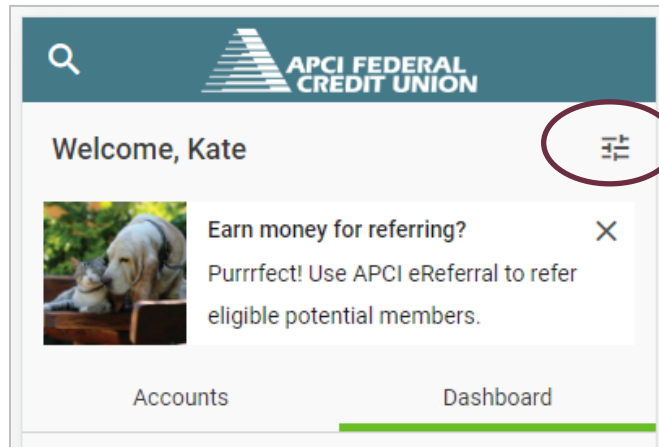 APCI FEDERAL
CREDIT UNION
Welcome, Kate
Earn money for referring?
Purrrfect! Use APCI eReferral to refer
eligible potential members.
Accounts
Dashboard